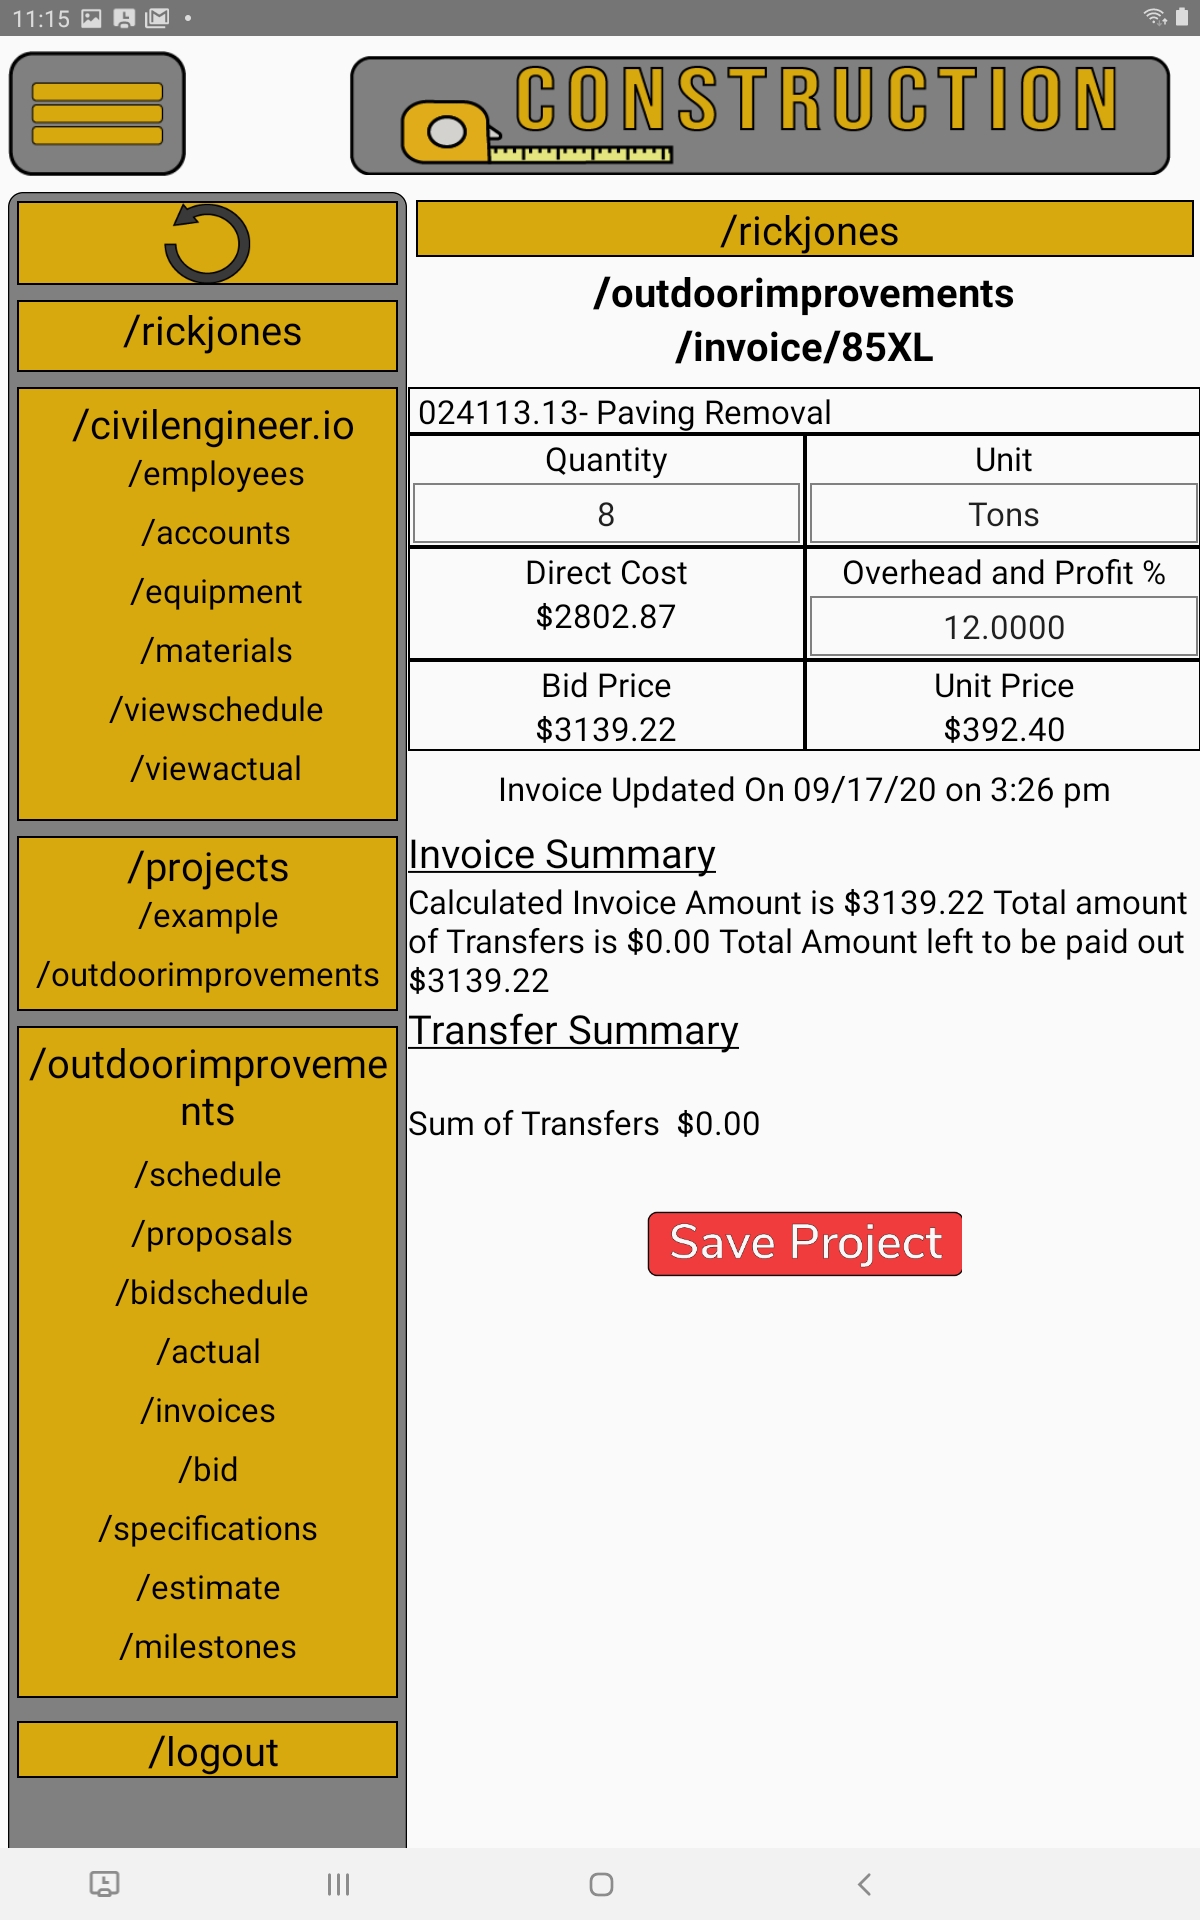 11:15
CONSTRUCTION
/rickjones
/civilengineer.io
/employees
/accounts
/equipment
/materials
/viewschedule
/viewactual
/projects
/example
/outdoorimprovements
/outdoorimproveme
nts
/schedule
/proposals
/bidschedule
/actual
/invoices
/bid
/specifications
/estimate
/milestones
/logout
/rickjones
/outdoorimprovements
/invoice/85XL
024113.13- Paving Removal
Quantity
8
Unit
Tons
Direct Cost
$2802.87
Overhead and Profit %
12.0000
Bid Price
$3139.22
Unit Price
$392.40
Invoice Updated On 09/17/20 on 3:26 pm
Invoice Summary
Calculated Invoice Amount is $3139.22 Total amount
of Transfers is $0.00 Total Amount left to be paid out
$3139.22
Transfer Summary
Sum of Transfers $0.00
Save Project